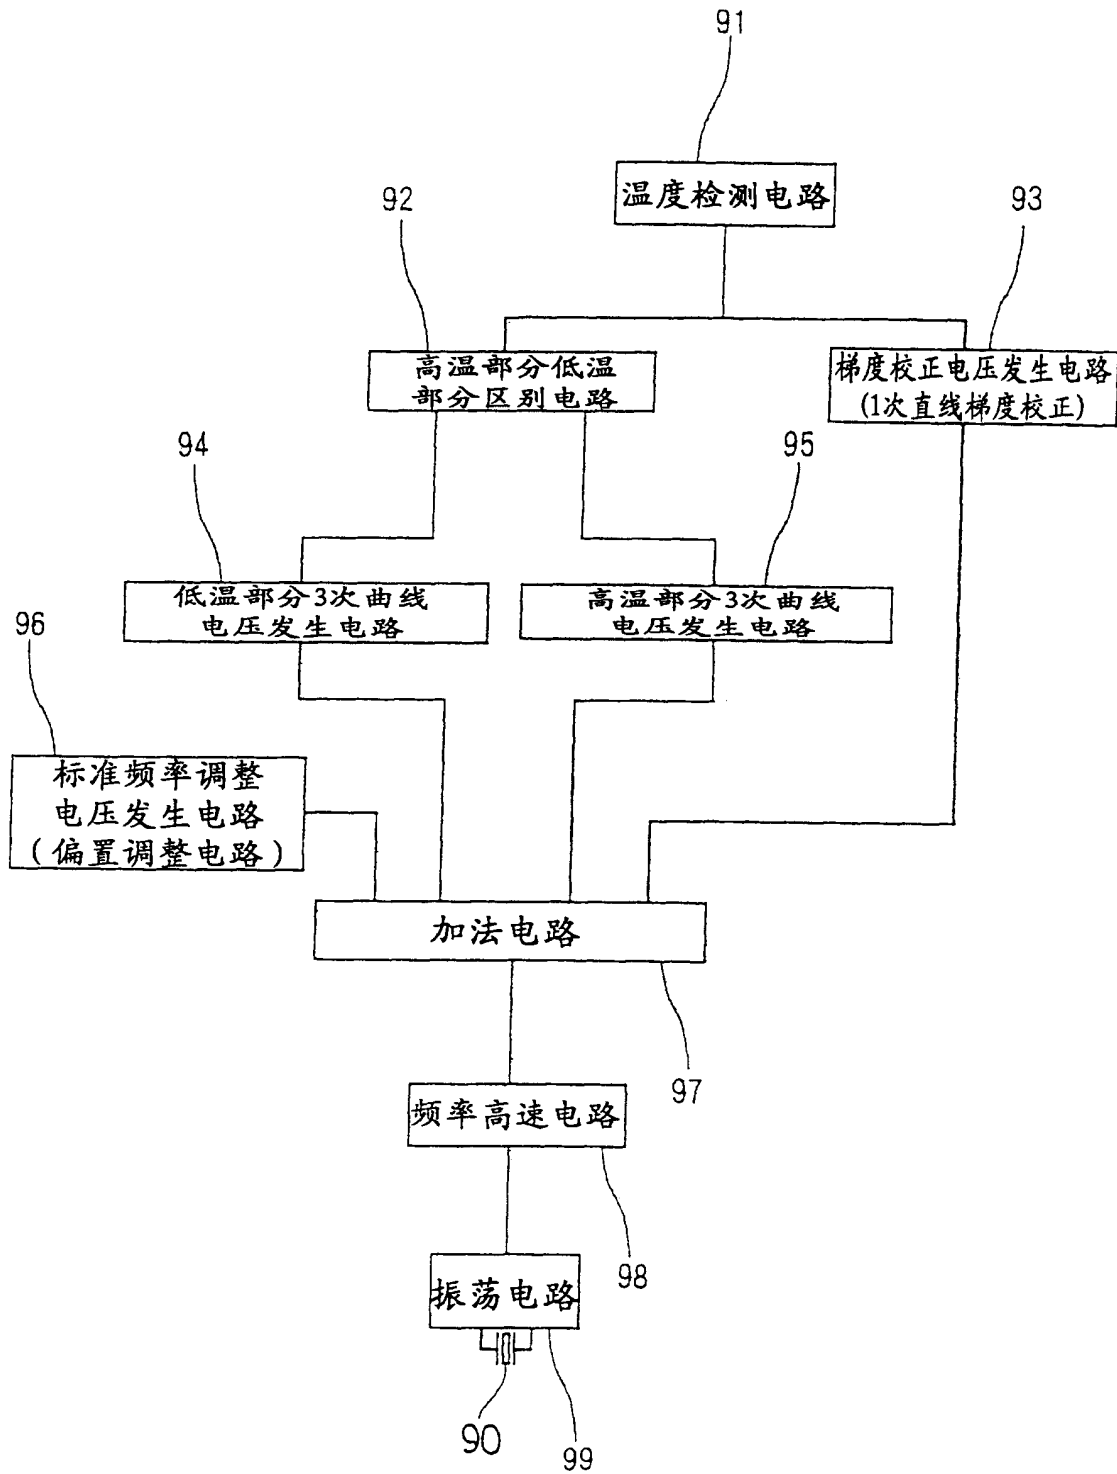 91
温度检测电路
92
93
高温部分低温
部分区别电路
梯度校正电压发生电路
(1次直线梯度校正)
94
95
低温部分3次曲线
电压发生电路
高温部分3次曲线
电压发生电路
96
标准频率调整
电压发生电路
(偏置调整电路)
加法电路
97
频率高速电路
98
振荡电路
90
99